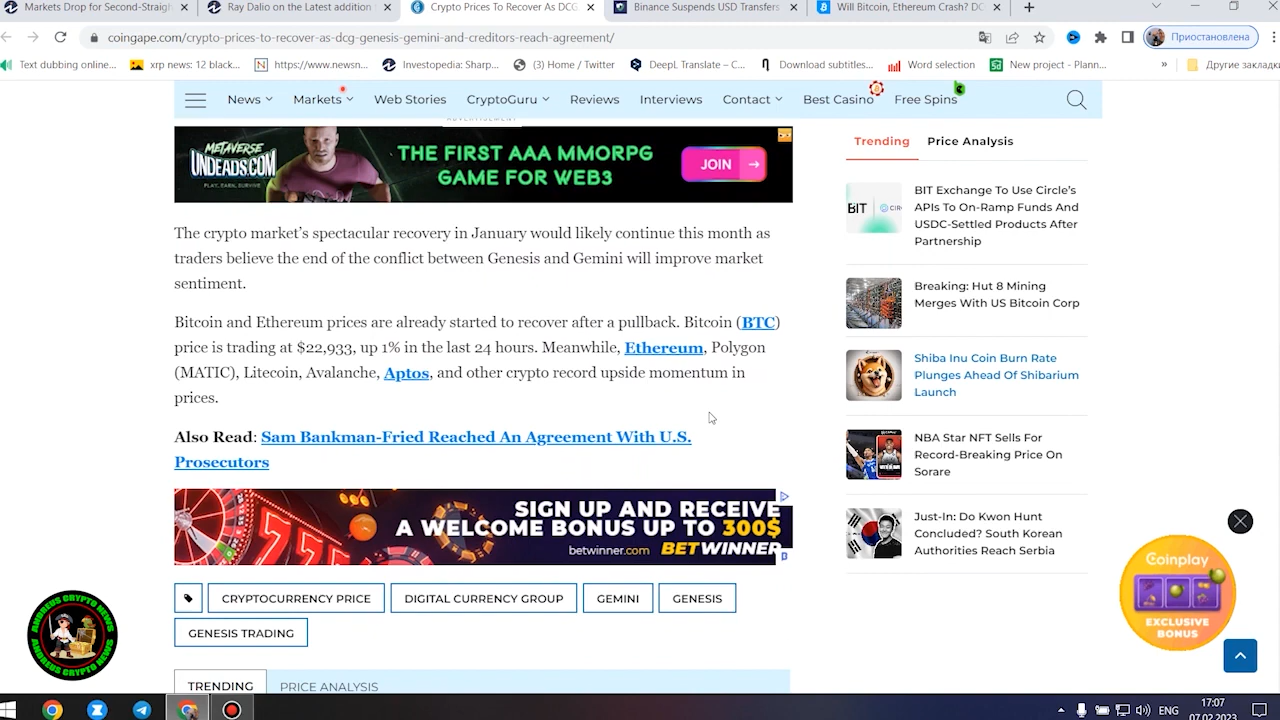 Markets Drop for Second-Straigh
Ray Dalio on the Latest addition
Crypto Prices To Recover As DCG,
Binance Suspends USD Transfers
Will Bitcoin, Ethereum Crash? DC
coingape.com/crypto-prices-to-recover-as-dcg-genesis-gemini-and-creditors-reach-agreement/
Приостановлена
Text dubbing online...
xrp news: 12 black...
https://www.newsn...
Investopedia: Sharp...
(3) Home / Twitter
DeepL Translate – C...
Download subtitles...
Word selection
New project - Plann...
»
Другие закладки
News
Markets
Web Stories
CryptoGuru
Reviews
Interviews
Contact
Best Casino
Free Spins
ADVERTISEMENT
METAVERSE
UNDEADS.COM
PLAY. EARN. SURVIVE.
THE FIRST AAA MMORPG
GAME FOR WEB3
JOIN →
The crypto market's spectacular recovery in January would likely continue this month as
traders believe the end of the conflict between Genesis and Gemini will improve market
sentiment.
Bitcoin and Ethereum prices are already started to recover after a pullback. Bitcoin (BTC)
price is trading at $22,933, up 1% in the last 24 hours. Meanwhile, Ethereum, Polygon
(MATIC), Litecoin, Avalanche, Aptos, and other crypto record upside momentum in
prices.
Also Read: Sam Bankman-Fried Reached An Agreement With U.S.
Prosecutors
SIGN UP AND RECEIVE
A WELCOME BONUS UP TO 300$
betwinner.com BETWINNER
CRYPTOCURRENCY PRICE
DIGITAL CURRENCY GROUP
GEMINI
GENESIS
GENESIS TRADING
TRENDING
PRICE ANALYSIS
Trending
Price Analysis
BIT
CIR
BIT Exchange To Use Circle's
APIs To On-Ramp Funds And
USDC-Settled Products After
Partnership
Breaking: Hut 8 Mining
Merges With US Bitcoin Corp
Shiba Inu Coin Burn Rate
Plunges Ahead Of Shibarium
Launch
NBA Star NFT Sells For
Record-Breaking Price On
Sorare
Just-In: Do Kwon Hunt
Concluded? South Korean
Authorities Reach Serbia
Coinplay
EXCLUSIVE
BONUS
ANDREUS CRYPTO NEWS
ANDREUS CRYPTO NEWS
ENG
17:07
07.02.2023